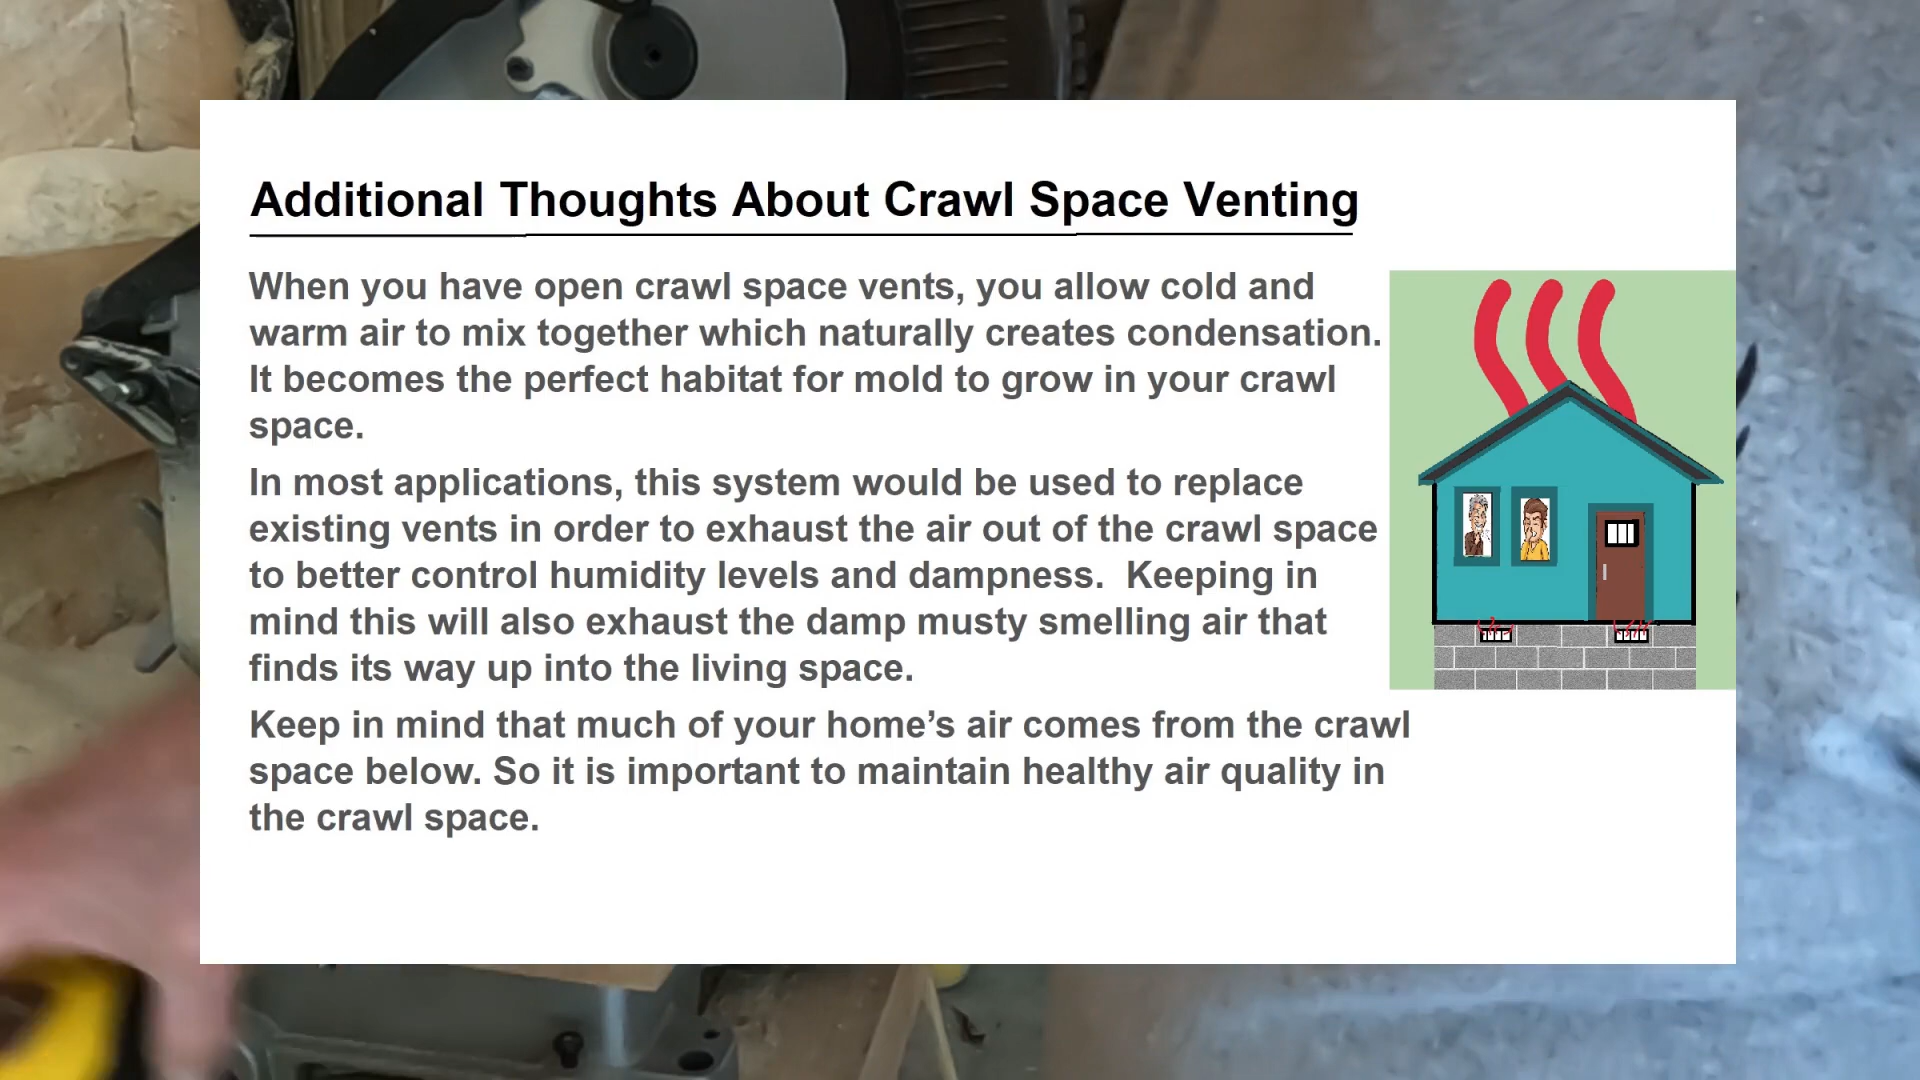 Additional Thoughts About Crawl Space Venting
When you have open crawl space vents, you allow cold and
warm air to mix together which naturally creates condensation.
It becomes the perfect habitat for mold to grow in your crawl
space.
In most applications, this system would be used to replace
existing vents in order to exhaust the air out of the crawl space
to better control humidity levels and dampness.  Keeping in
mind this will also exhaust the damp musty smelling air that
finds its way up into the living space.
Keep in mind that much of your home’s air comes from the crawl
space below. So it is important to maintain healthy air quality in
the crawl space.